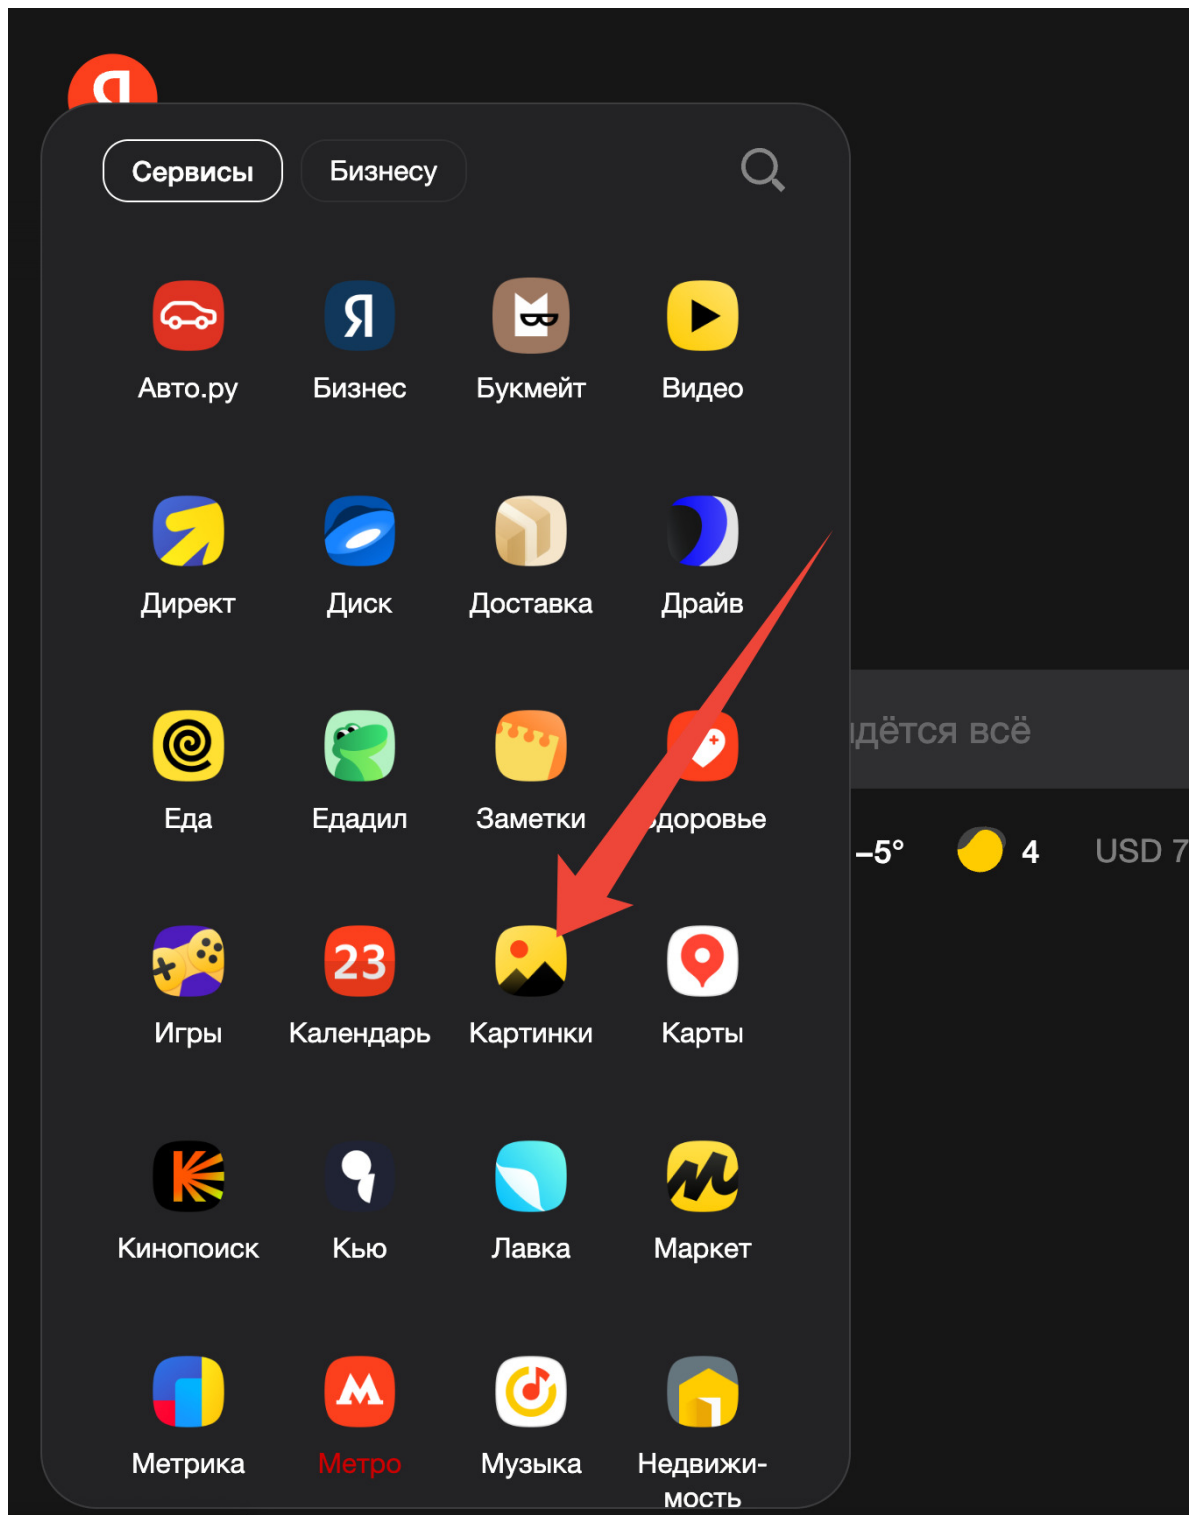 Я
Сервисы Бизнесу
Я
Авто.ру Бизнес Букмейт Видео
Директ Диск Доставка Драйв
дётся всё
Еда Едадил Заметки доровье
–5° 4 USD 7
23
Игры Календарь Картинки Карты
Кинопоиск Кью Лавка Маркет
Метрика Метро Музыка Недвижи-
мость